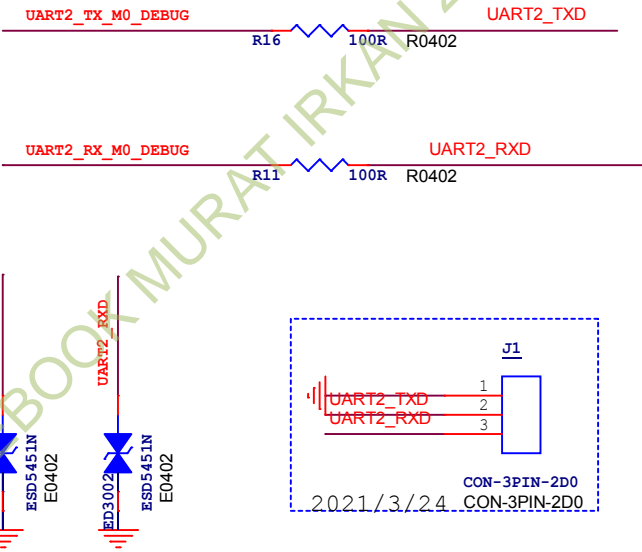 UART2_TX_M0_DEBUG
UART2_TXD
R16
100R
R0402
UART2_RX_M0_DEBUG
UART2_RXD
R11
100R
R0402
BOOK MURAT IRKAN 2
UART2_RXD
ESD5451N
E0402
ED3002
ESD5451N
E0402
J1
UART2_TXD
UART2_RXD
1
2
3
CON-3PIN-2D0
2021/3/24
CON-3PIN-2D0